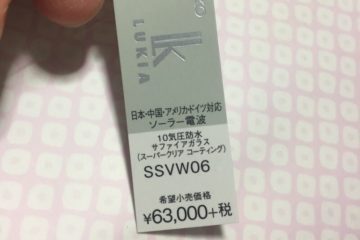 LK
LUKIA
日本・中国・アメリカ・ドイツ対応
ソーラー電波
10気圧防水
サファイアガラス
(スーパークリア コーティング)
SSVW06
希望小売価格
¥63,000+税